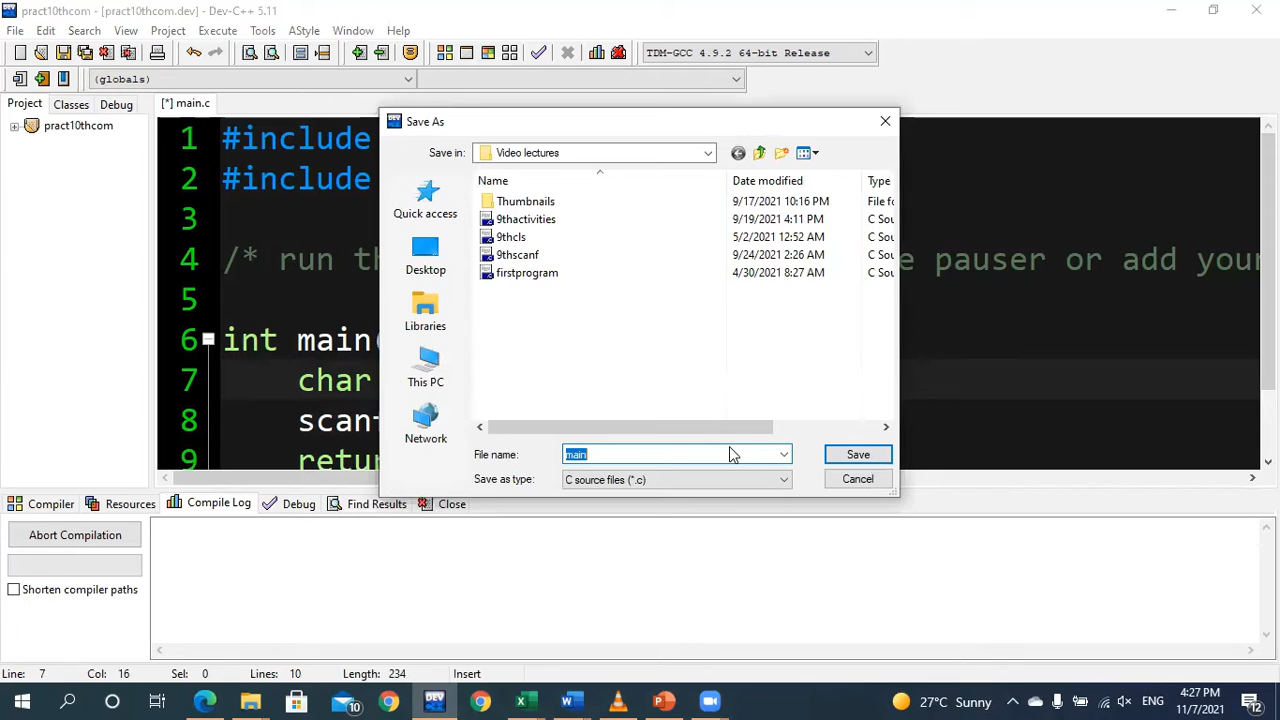 pract10thcom - [pract10thcom.dev] - Dev-C++ 5.11
File Edit Search View Project Execute Tools AStyle Window Help
TDM-GCC 4.9.2 64-bit Release
(globals)
Project Classes Debug
[*] main.c
pract10thcom
1 #include
2 #include
3
4 /* run pauser or add your
5
6 int main(
7 char
8
9
Save As
Save in: Video lectures
Name Date modified Type
Thumbnails 9/17/2021 10:16 PM File fo
9thactivities 9/19/2021 4:11 PM C Sou
9thcls 5/2/2021 12:52 AM C Sou
9thscanf 9/24/2021 2:26 AM C Sou
firstprogram 4/30/2021 8:27 AM C Sou
Quick access
Desktop
Libraries
This PC
Network
File name: main
Save
Save as type: C source files (*.c)
Cancel
Compiler Resources Compile Log Debug Find Results Close
Abort Compilation
Shorten compiler paths
Line: 7 Col: 16 Sel: 0 Lines: 10 Length: 234 Insert
10
27°C Sunny
ENG
4:27 PM
11/7/2021
12